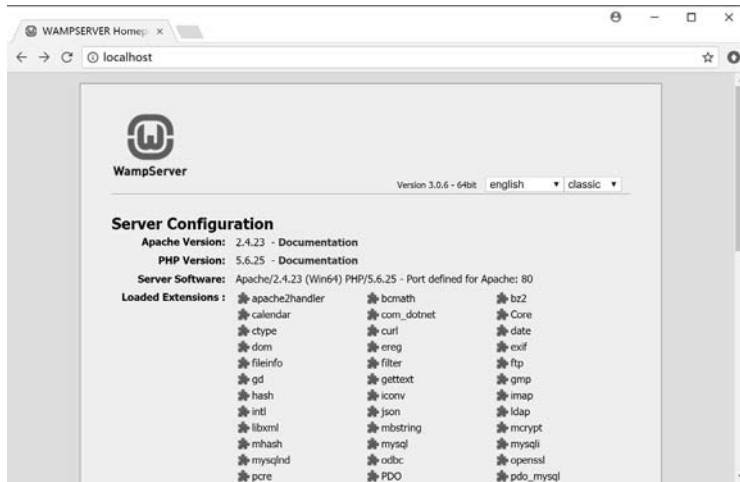 WAMPSERVER Homep
localhost
WampServer
Version 3.0.6 - 64bit english classic
Server Configuration
Apache Version: 2.4.23 - Documentation
PHP Version: 5.6.25 - Documentation
Server Software: Apache/2.4.23 (Win64) PHP/5.6.25 - Port defined for Apache: 80
Loaded Extensions : apache2handler bcmath bz2
calendar com_dotnet Core
ctype curl date
dom ereg exif
fileinfo filter ftp
gd gettext gmp
hash iconv imap
intl json ldap
libxml mbstring mcrypt
mhash mysql mysqli
mysqlnd odbc openssl
pcre PDO pdo_mysql